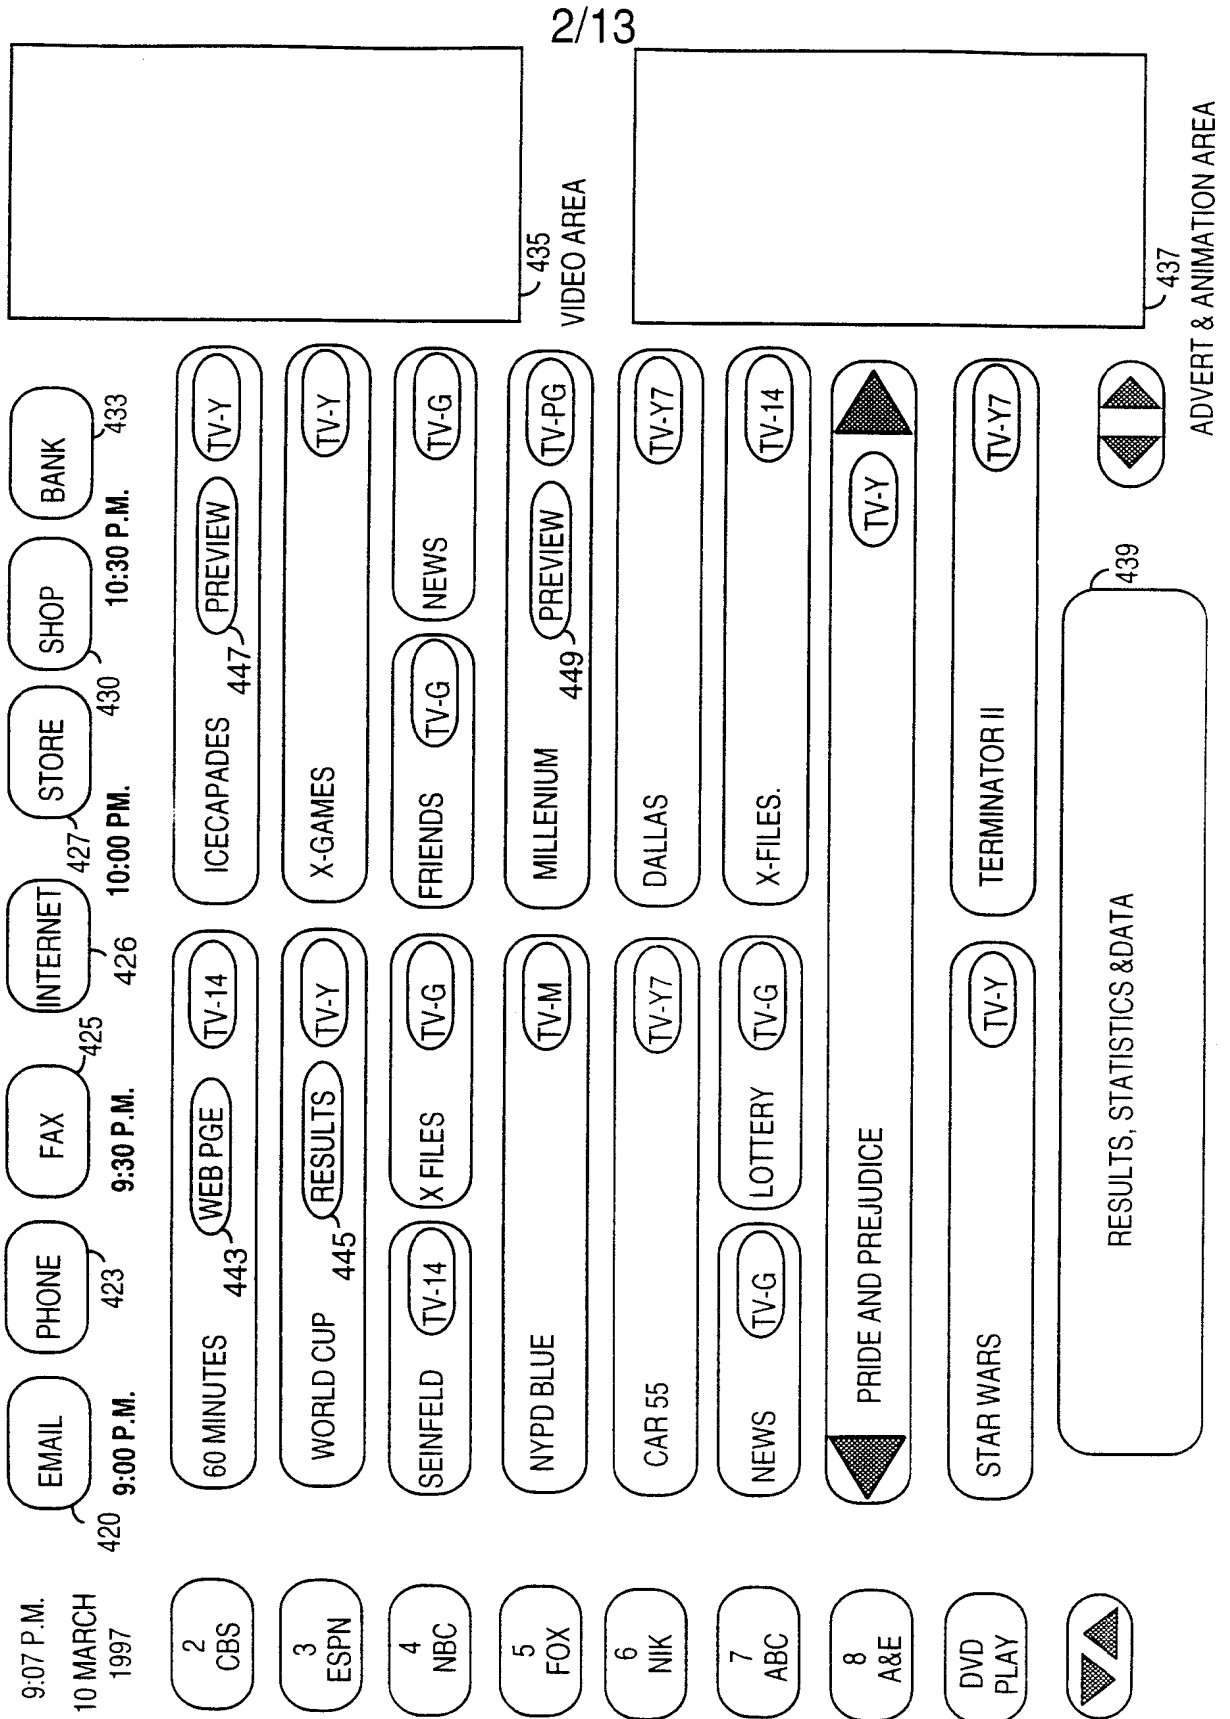 2/13
9:07 P.M.
10 MARCH
1997
EMAIL
PHONE
FAX
INTERNET
STORE
SHOP
BANK
420
423
425
426
427
430
433
9:00 P.M.
9:30 P.M.
10:00 PM.
10:30 P.M.
2
CBS
60 MINUTES
WEB PGE
TV-14
ICECAPADES
PREVIEW
TV-Y
443
447
3
ESPN
WORLD CUP
RESULTS
TV-Y
X-GAMES
TV-Y
445
4
NBC
SEINFELD
TV-14
X FILES
TV-G
FRIENDS
TV-G
NEWS
TV-G
5
FOX
NYPD BLUE
TV-M
MILLENIUM
PREVIEW
TV-PG
449
6
NIK
CAR 55
TV-Y7
DALLAS
TV-Y7
7
ABC
NEWS
TV-G
LOTTERY
TV-G
X-FILES.
TV-14
8
A&E
PRIDE AND PREJUDICE
TV-Y
DVD
PLAY
STAR WARS
TV-Y
TERMINATOR II
TV-Y7
RESULTS, STATISTICS &DATA
439
435
VIDEO AREA
437
ADVERT & ANIMATION AREA